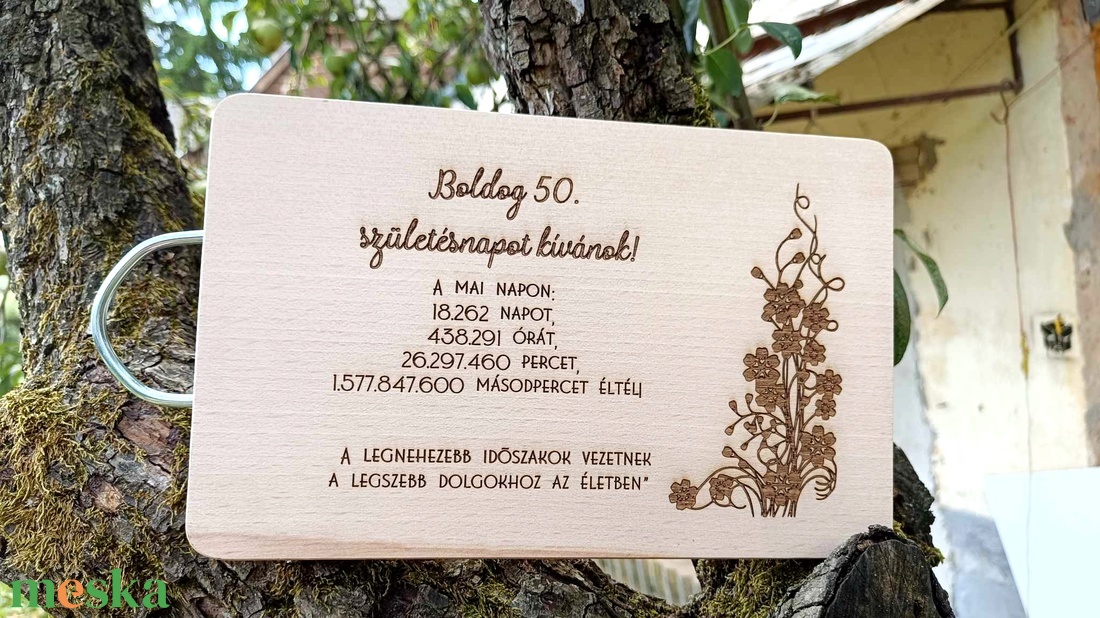 Boldog 50.
születésnapot kívánok!
A MAI NAPON:
18.262 NAPOT,
438.291 ÓRÁT,
26.297.460 PERCET,
1.577.847.600 MÁSODPERCET ÉLTÉL
A LEGNEHEZEBB IDŐSZAKOK VEZETNEK
A LEGSZEBB DOLGOKHOZ AZ ÉLETBEN"
meska